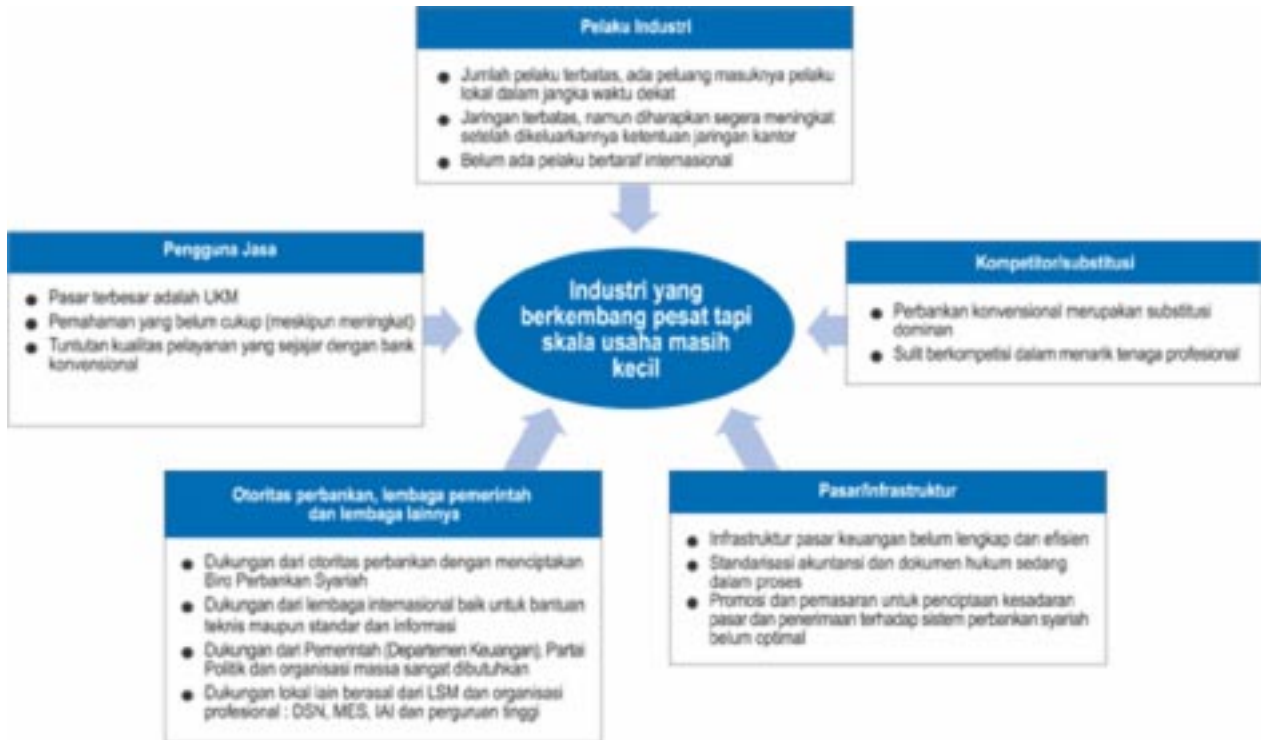 Pelaku Industri
● Jumlah pelaku terbatas, ada peluang masuknya pelaku
lokal dalam jangka waktu dekat
● Jaringan terbatas, namun diharapkan segera meningkat
setelah dikeluarkannya ketentuan jaringan kantor
● Belum ada pelaku bertaraf internasional
Pengguna Jasa
● Pasar terbesar adalah UKM
● Pemahaman yang belum cukup (meskipun meningkat)
● Tuntutan kualitas pelayanan yang sejajar dengan bank
konvensional
Industri yang
berkembang pesat tapi
skala usaha masih
kecil
Kompetitor/substitusi
● Perbankan konvensional merupakan substitusi
dominan
● Sulit berkompetisi dalam menarik tenaga profesional
Otoritas perbankan, lembaga pemerintah
dan lembaga lainnya
● Dukungan dari otoritas perbankan dengan menciptakan
Biro Perbankan Syariah
● Dukungan dari lembaga internasional baik untuk bantuan
teknis maupun standar dan informasi
● Dukungan dari Pemerintah (Departemen Keuangan), Partai
Politik dan organisasi massa sangat dibutuhkan
● Dukungan lokal lain berasal dari LSM dan organisasi
profesional : DSN, MES, IAI dan perguruan tinggi
Pasar/Infrastruktur
● Infrastruktur pasar keuangan belum lengkap dan efisien
● Standarisasi akuntansi dan dokumen hukum sedang
dalam proses
● Promosi dan pemasaran untuk penciptaan kesadaran
pasar dan penerimaan terhadap sistem perbankan syariah
belum optimal